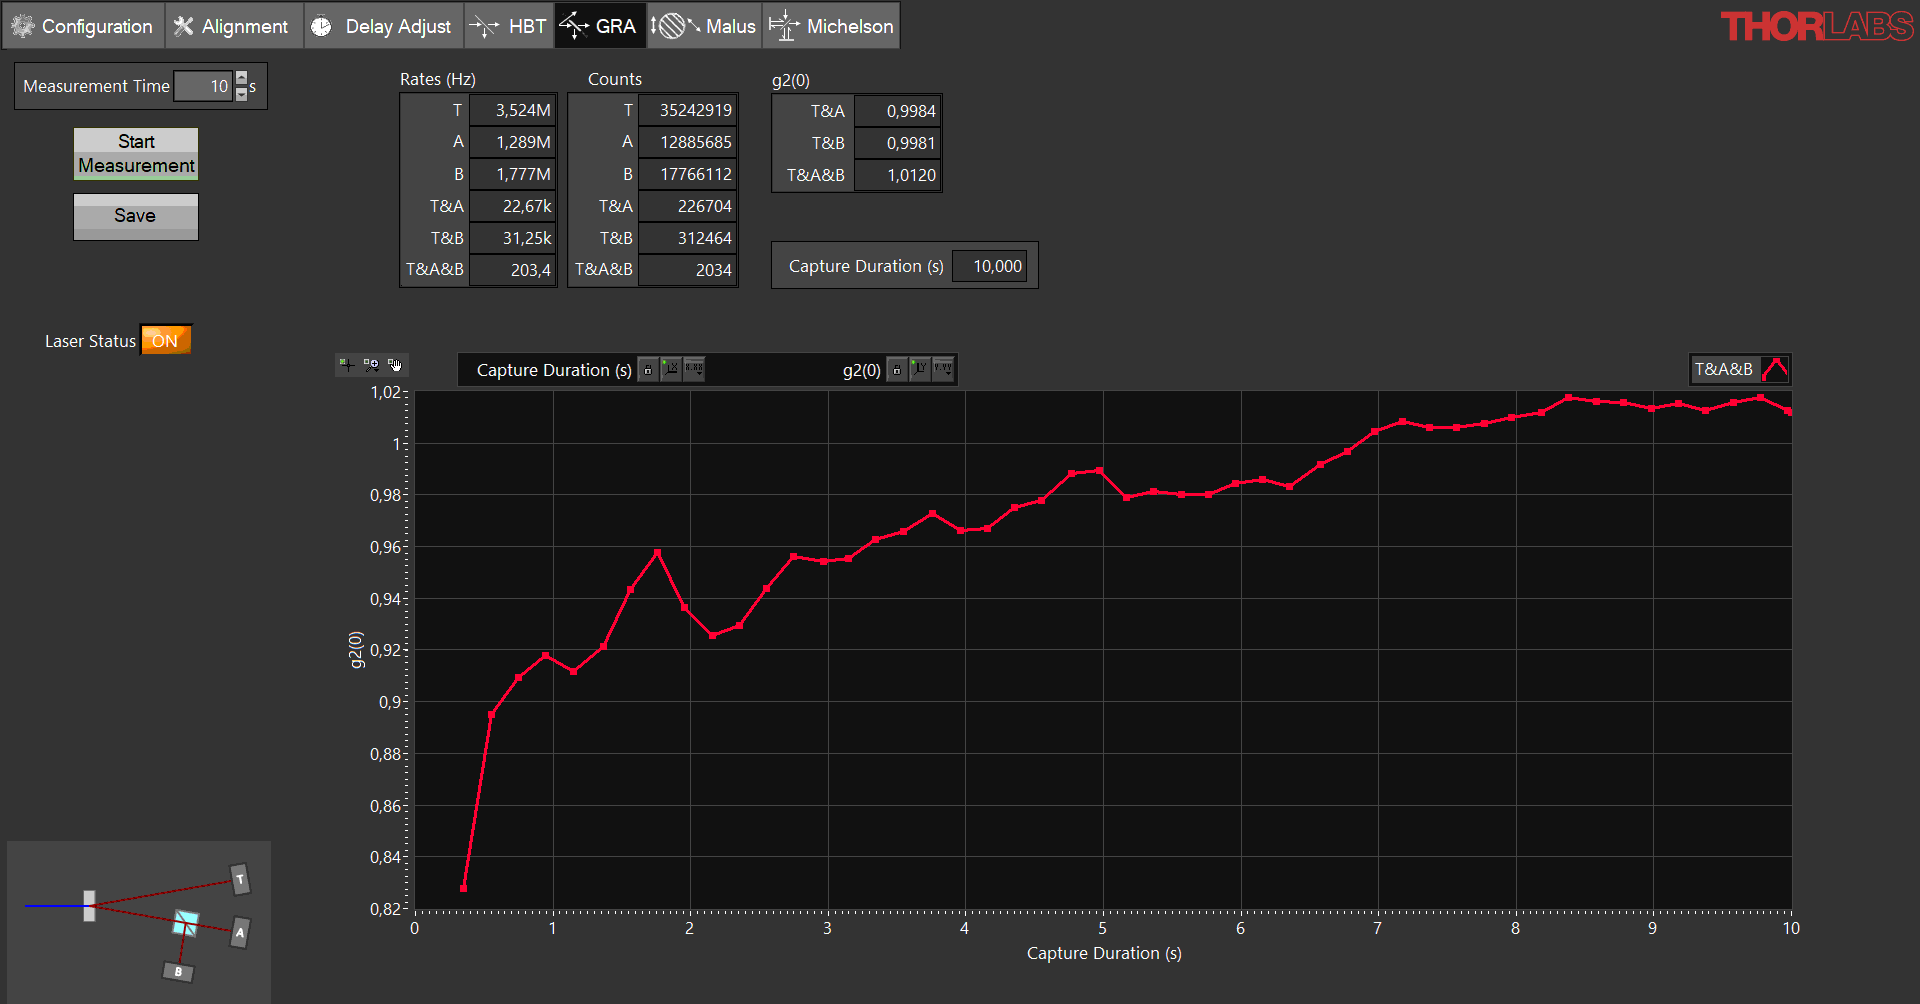 Configuration Alignment Delay Adjust HBT GRA Malus Michelson
THORLABS
Measurement Time 10 s
Start
Measurement
Save
Laser Status ON
Rates (Hz)
T 3,524M
A 1,289M
B 1,777M
T&A 22,67k
T&B 31,25k
T&A&B 203,4
Counts
T 35242919
A 12885685
B 17766112
T&A 226704
T&B 312464
T&A&B 2034
g2(0)
T&A 0,9984
T&B 0,9981
T&A&B 1,0120
Capture Duration (s) 10,000
Capture Duration (s) g2(0)
T&A&B
1,02
1
0,98
0,96
0,94
0,92
0,9
0,88
0,86
0,84
0,82
g2(0)
0 1 2 3 4 5 6 7 8 9 10
Capture Duration (s)
T
A
B